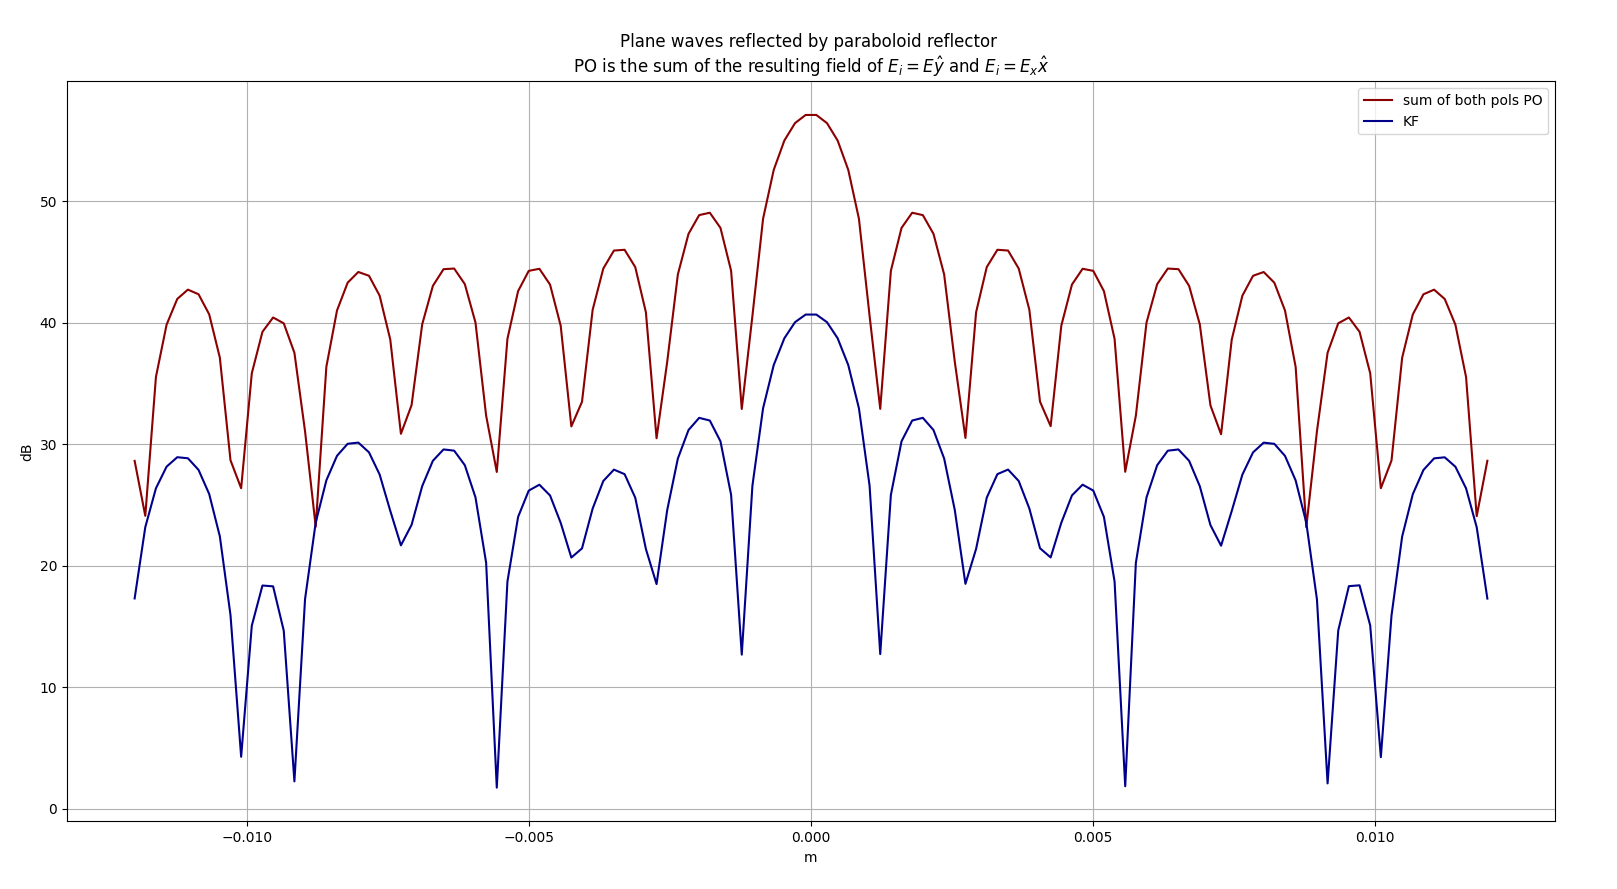 Plane waves reflected by paraboloid reflector
PO is the sum of the resulting field of $E_i = E\hat{y}$ and $E_i = E_x\hat{x}$
sum of both pols PO
KF
dB
50
40
30
20
10
0
−0.010
−0.005
0.000
0.005
0.010
m